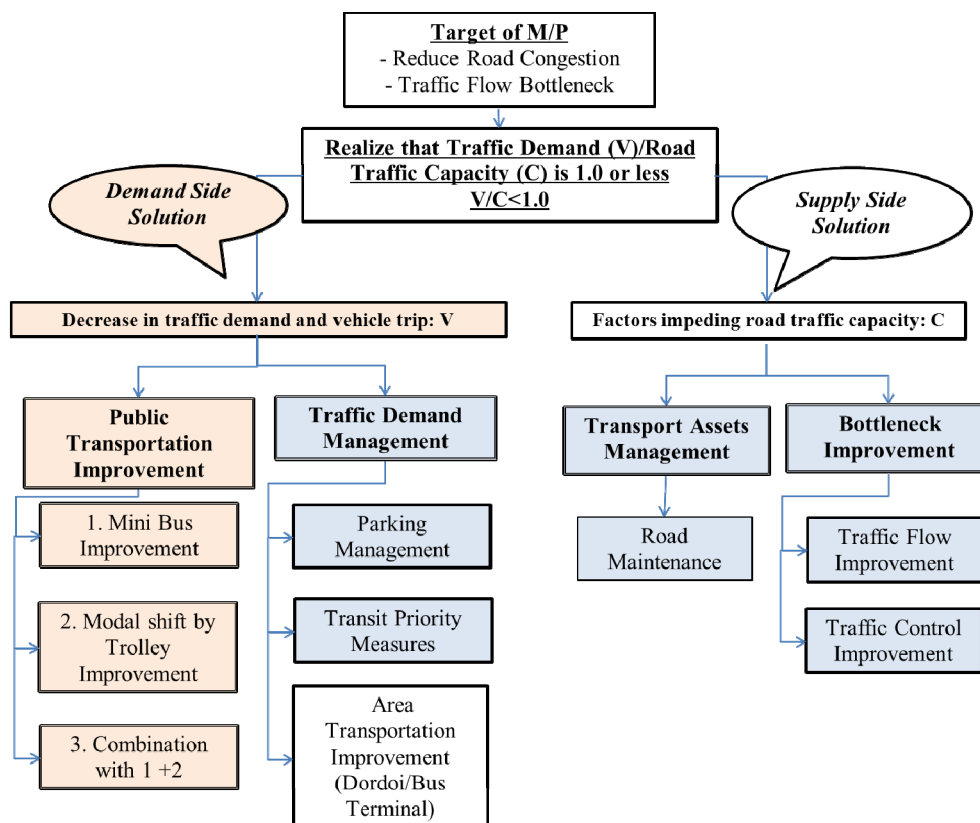 Target of M/P
- Reduce Road Congestion
- Traffic Flow Bottleneck
Realize that Traffic Demand (V)/Road
Traffic Capacity (C) is 1.0 or less
V/C<1.0
Demand Side
Solution
Supply Side
Solution
Decrease in traffic demand and vehicle trip: V
Factors impeding road traffic capacity: C
Public
Transportation
Improvement
Traffic Demand
Management
Transport Assets
Management
Bottleneck
Improvement
1. Mini Bus
Improvement
2. Modal shift by
Trolley
Improvement
3. Combination
with 1 +2
Parking
Management
Transit Priority
Measures
Area
Transportation
Improvement
(Dordoi/Bus
Terminal)
Road
Maintenance
Traffic Flow
Improvement
Traffic Control
Improvement